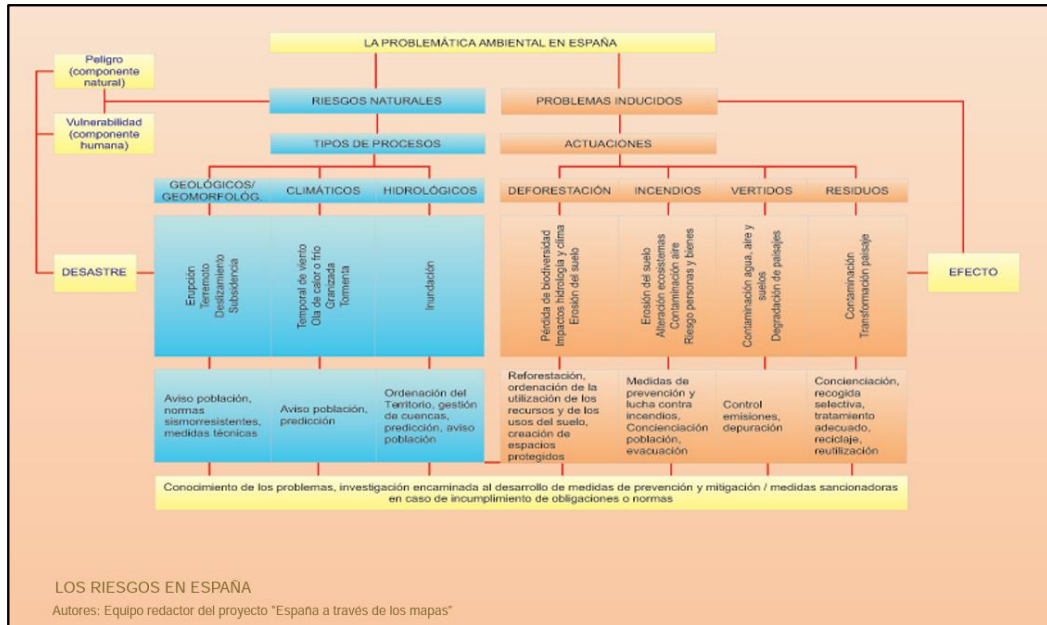 LA PROBLEMÁTICA AMBIENTAL EN ESPAÑA
Peligro
(componente
natural)
Vulnerabilidad
(componente
humana)
RIESGOS NATURALES
PROBLEMAS INDUCIDOS
TIPOS DE PROCESOS
ACTUACIONES
GEOLÓGICOS/
GEOMORFOLÓG.
CLIMÁTICOS
HIDROLÓGICOS
DEFORESTACIÓN
INCENDIOS
VERTIDOS
RESIDUOS
DESASTRE
Erupción
Terremoto
Deslizamiento
Subsidencia
Temporal de viento
Ola de calor o frío
Granizada
Tormenta
Inundación
Pérdida de biodiversidad
Impactos hidrología y clima
Erosión del suelo
Erosión del suelo
Alteración ecosistemas
Contaminación aire
Riesgo personas y bienes
Contaminación agua, aire y
suelos
Degradación de paisajes
Contaminación
Transformación paisaje
EFECTO
Aviso población,
normas
sismorresistentes,
medidas técnicas
Aviso población,
predicción
Ordenación del
Territorio, gestión
de cuencas,
predicción, aviso
población
Reforestación,
ordenación de la
utilización de los
recursos y de los
usos del suelo,
creación de
espacios
protegidos
Medidas de
prevención y
lucha contra
incendios,
Concienciación
población,
evacuación
Control
emisiones,
depuración
Concienciación,
recogida
selectiva,
tratamiento
adecuado,
reciclaje,
reutilización
Conocimiento de los problemas, investigación encaminada al desarrollo de medidas de prevención y mitigación / medidas sancionadoras
en caso de incumplimiento de obligaciones o normas
LOS RIESGOS EN ESPAÑA
Autores: Equipo redactor del proyecto "España a través de los mapas"